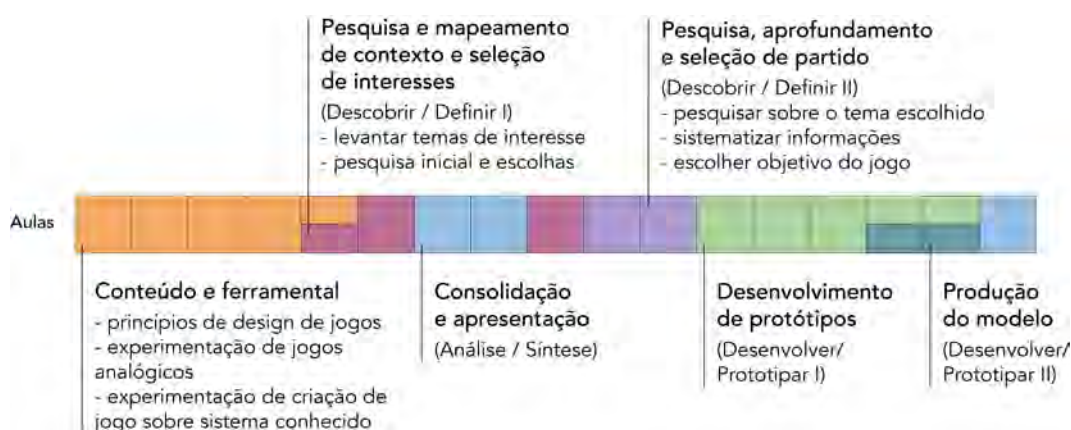 Pesquisa e mapeamento
de contexto e seleção
de interesses
(Descobrir / Definir I)
- levantar temas de interesse
- pesquisa inicial e escolhas
Pesquisa, aprofundamento
e seleção de partido
(Descobrir / Definir II)
- pesquisar sobre o tema escolhido
- sistematizar informações
- escolher objetivo do jogo
Aulas
Conteúdo e ferramental
- princípios de design de jogos
- experimentação de jogos
analógicos
- experimentação de criação de
jogo sobre sistema conhecido
Consolidação
e apresentação
(Análise / Síntese)
Desenvolvimento
de protótipos
(Desenvolver/
Prototipar I)
Produção
do modelo
(Desenvolver/
Prototipar II)